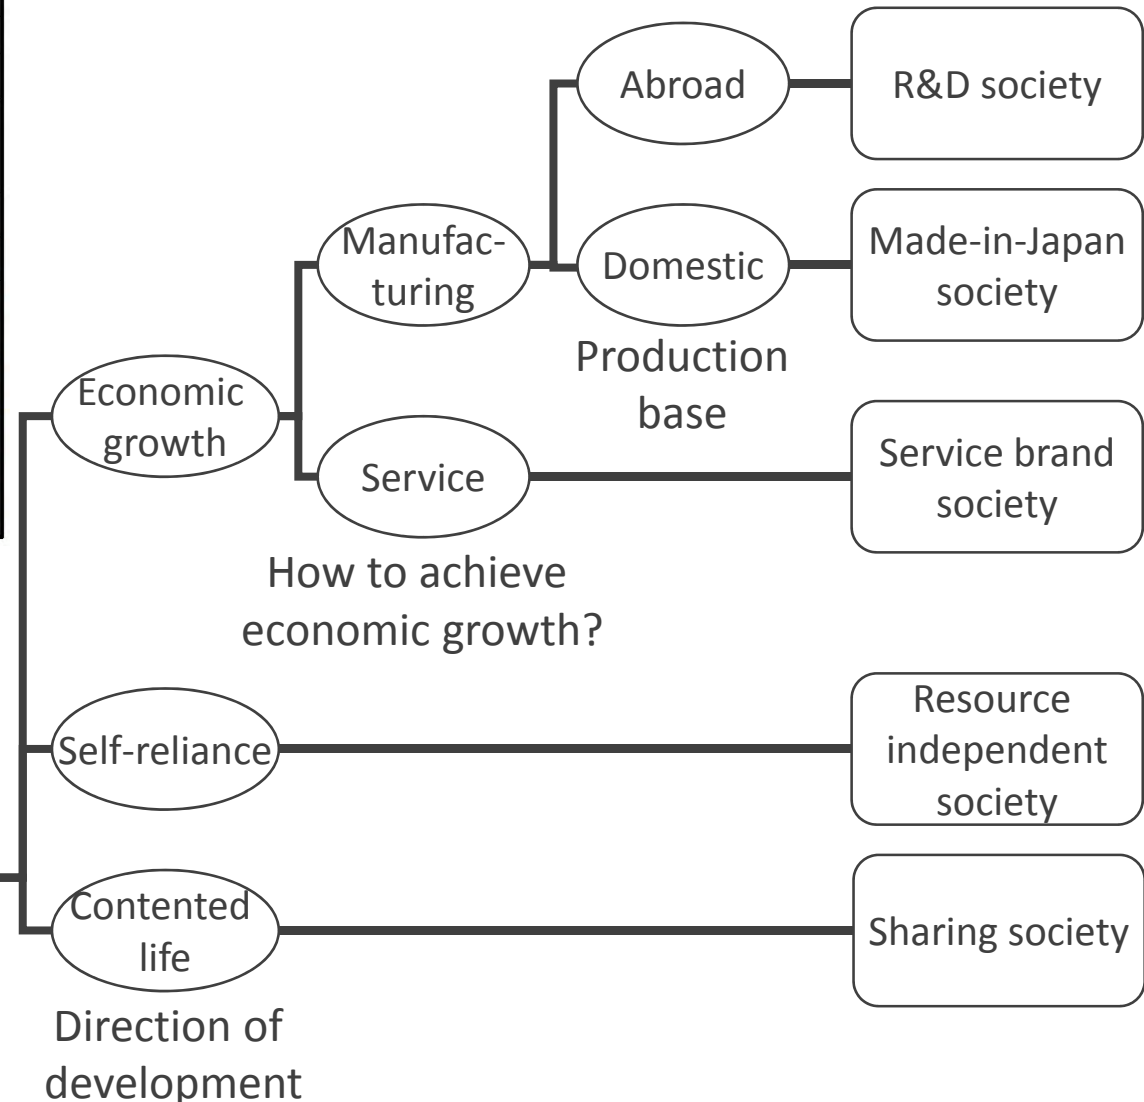 Abroad
R&D society
Manufac-
turing
Domestic
Made-in-Japan
society
Production
base
Economic
growth
Service
Service brand
society
How to achieve
economic growth?
Self-reliance
Resource
independent
society
Contented
life
Sharing society
Direction of
development